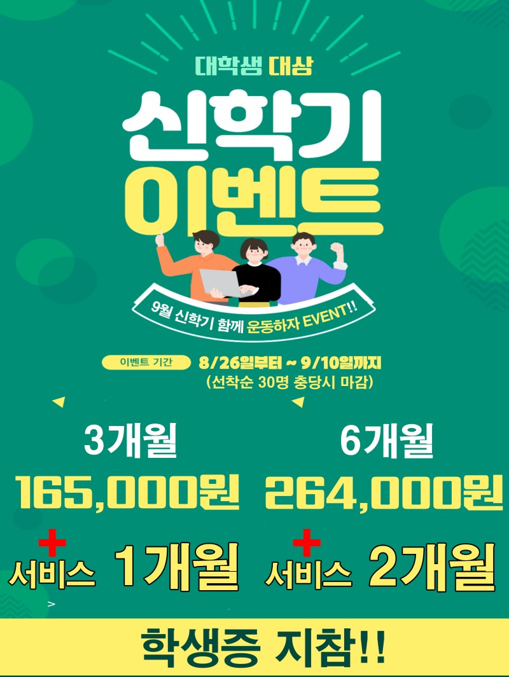 대학생 대상
신학기
이벤트
9월 신학기 함께 운동하자 EVENT!!
이벤트 기간 8/26일부터 ~ 9/10일까지
(선착순 30명 충당시 마감)
3개월 6개월
165,000원 264,000원
+ +
서비스 1개월 서비스 2개월
>
학생증 지참!!